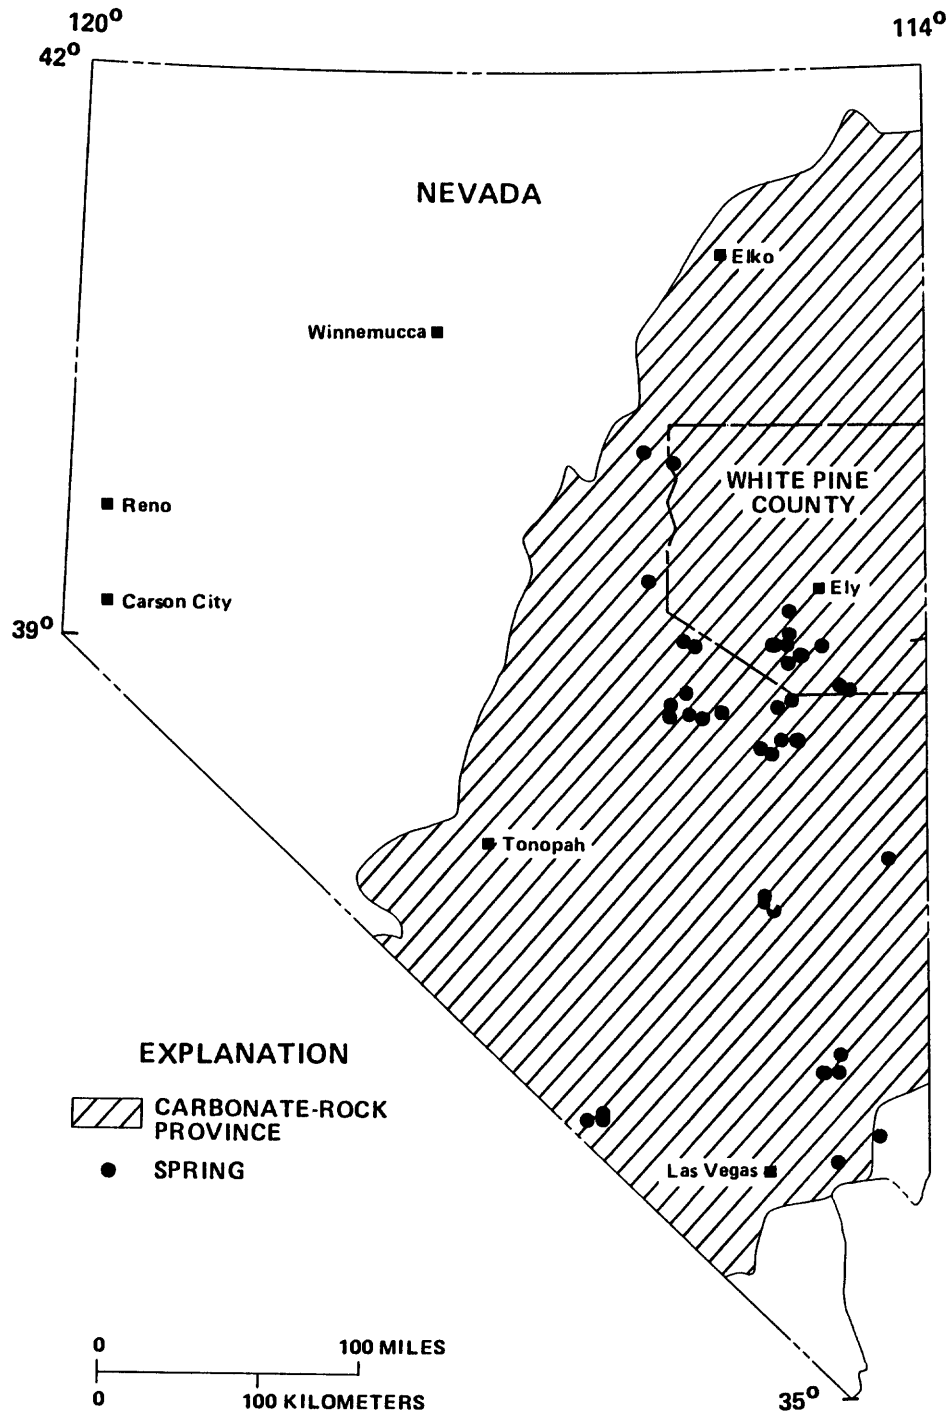 120°
114°
42°
NEVADA
Elko
Winnemucca
WHITE PINE
COUNTY
Reno
Ely
Carson City
39°
Tonopah
EXPLANATION
CARBONATE-ROCK
PROVINCE
SPRING
Las Vegas
0
100 MILES
0
100 KILOMETERS
35°